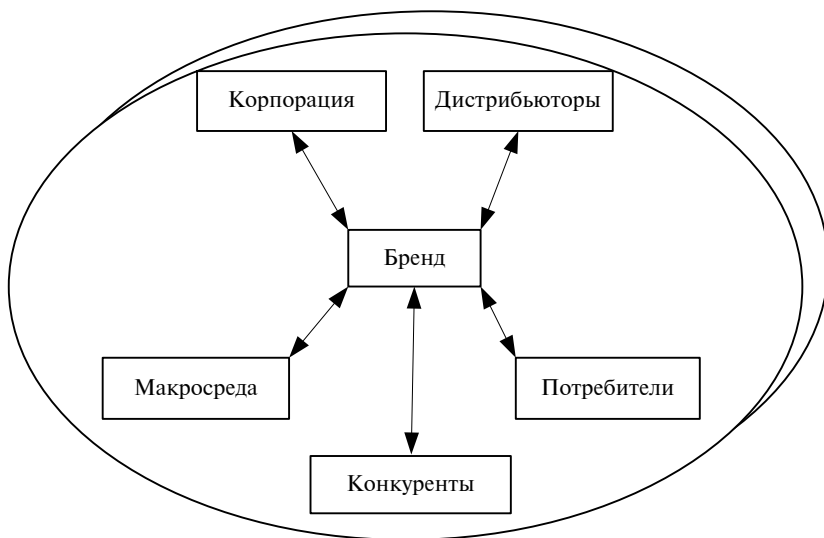 Корпорация
Дистрибьюторы
Бренд
Макросреда
Потребители
Конкуренты